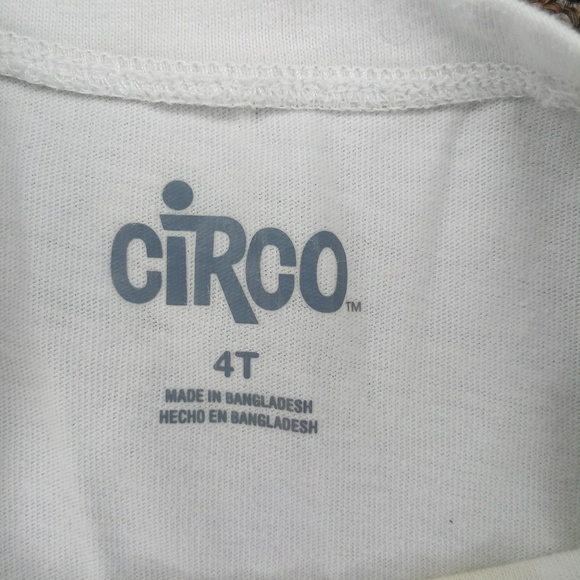 CiRCO™
4T
MADE IN BANGLADESH
HECHO EN BANGLADESH